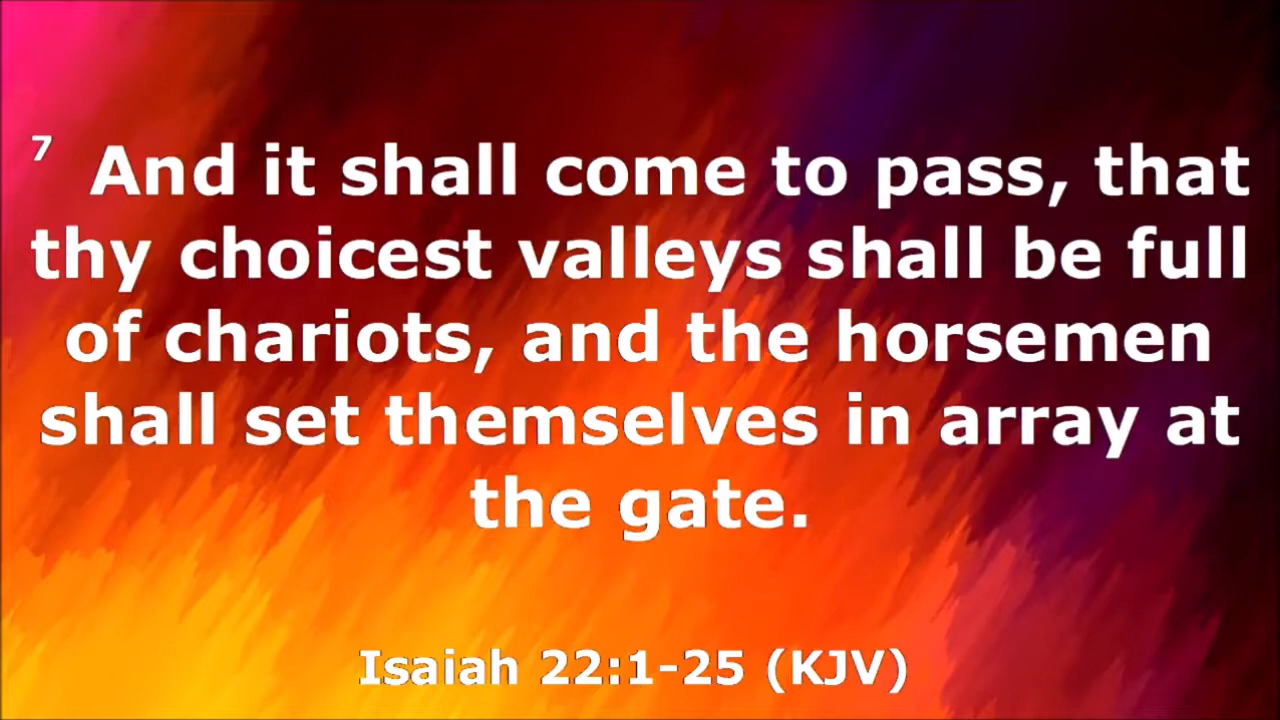 7 And it shall come to pass, that
thy choicest valleys shall be full
of chariots, and the horsemen
shall set themselves in array at
the gate.
Isaiah 22:1-25 (KJV)